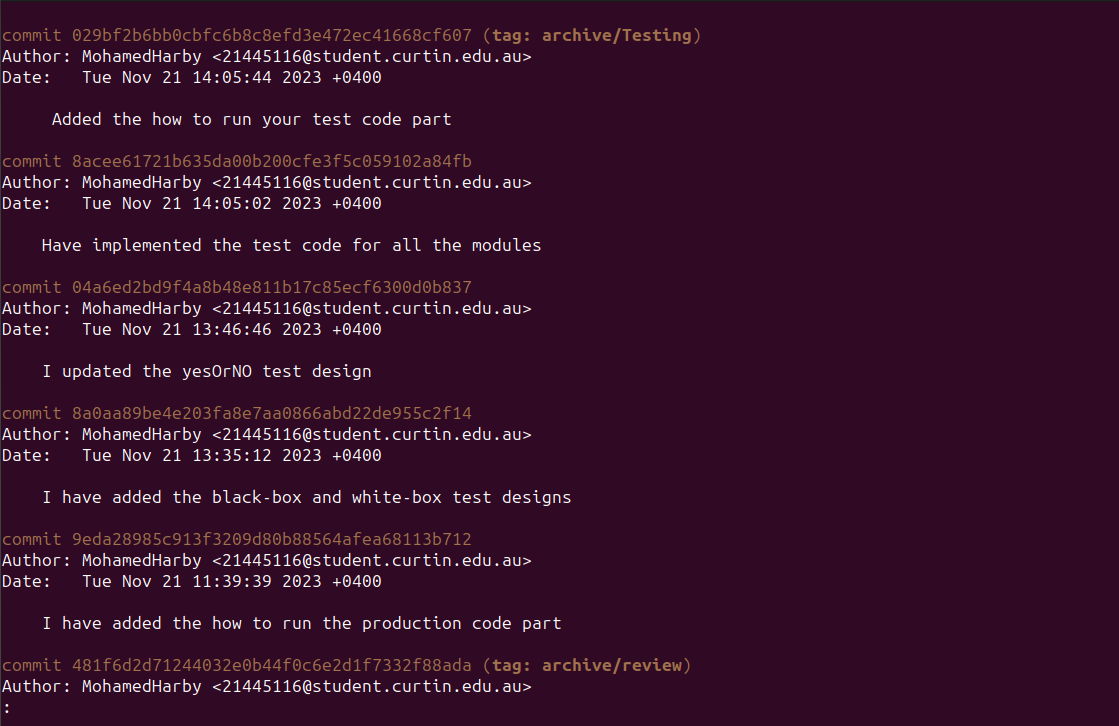 commit 029bf2b6bb0cbfc6b8c8efd3e472ec41668cf607 (tag: archive/Testing)
Author: MohamedHarby <21445116@student.curtin.edu.au>
Date:   Tue Nov 21 14:05:44 2023 +0400
Added the how to run your test code part
commit 8acee61721b635da00b200cfe3f5c059102a84fb
Author: MohamedHarby <21445116@student.curtin.edu.au>
Date:   Tue Nov 21 14:05:02 2023 +0400
Have implemented the test code for all the modules
commit 04a6ed2bd9f4a8b48e811b17c85ecf6300d0b837
Author: MohamedHarby <21445116@student.curtin.edu.au>
Date:   Tue Nov 21 13:46:46 2023 +0400
I updated the yesOrNO test design
commit 8a0aa89be4e203fa8e7aa0866abd22de955c2f14
Author: MohamedHarby <21445116@student.curtin.edu.au>
Date:   Tue Nov 21 13:35:12 2023 +0400
I have added the black-box and white-box test designs
commit 9eda28985c913f3209d80b88564afea68113b712
Author: MohamedHarby <21445116@student.curtin.edu.au>
Date:   Tue Nov 21 11:39:39 2023 +0400
I have added the how to run the production code part
commit 481f6d2d71244032e0b44f0c6e2d1f7332f88ada (tag: archive/review)
Author: MohamedHarby <21445116@student.curtin.edu.au>
: